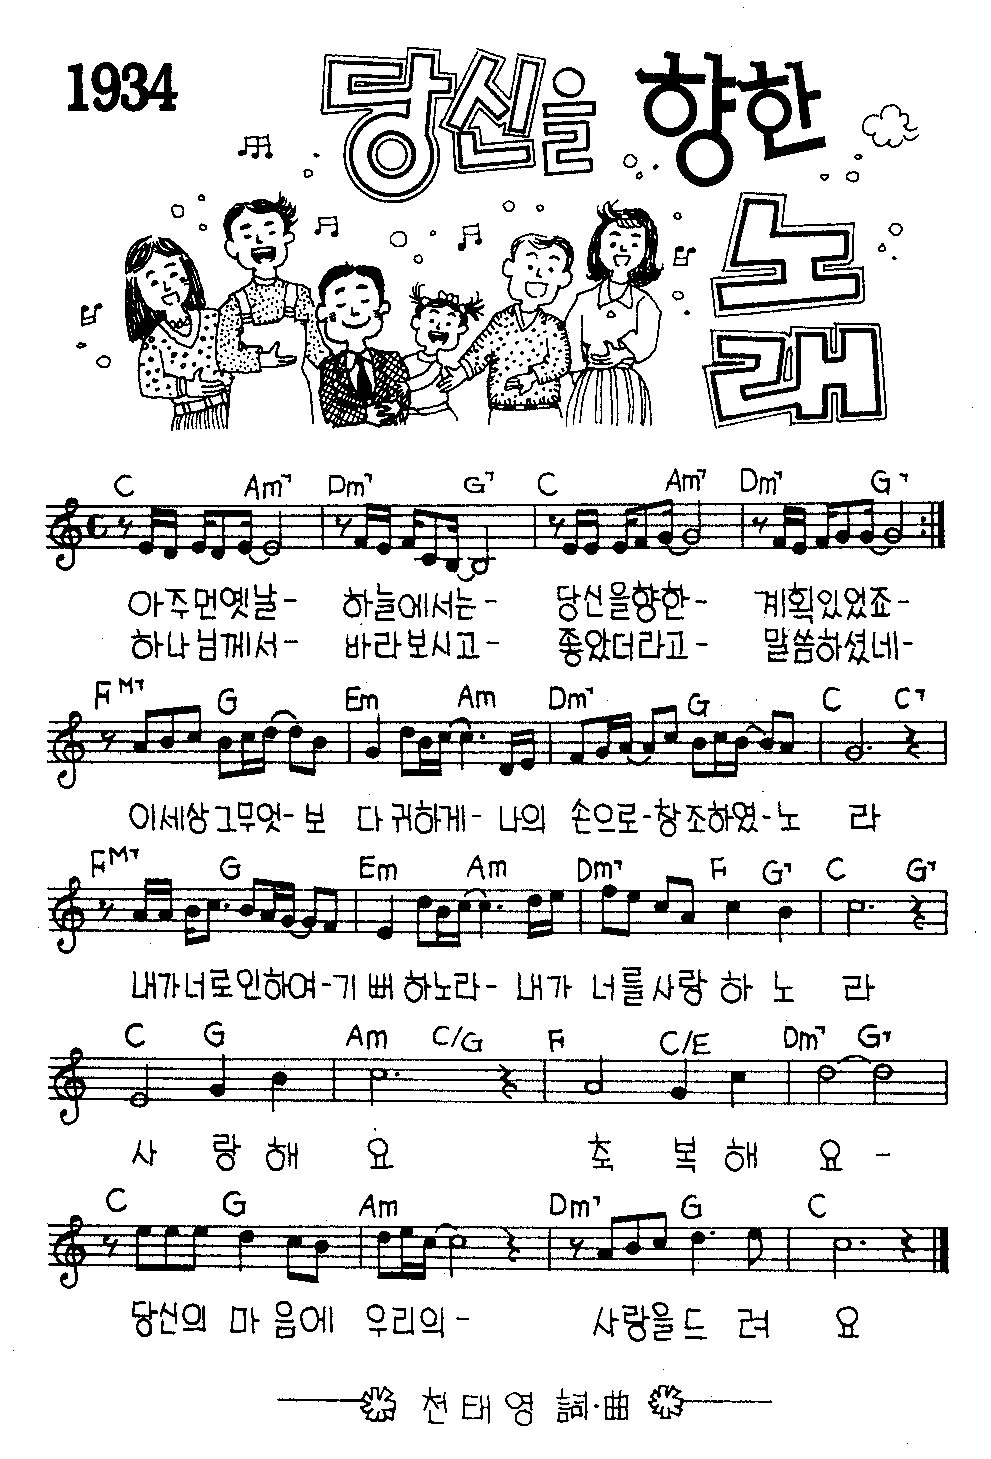 1934
당신을 향한
노
래
C Am7 Dm7 G7 C Am7 Dm7 G7
아주먼옛날- 하늘에서는- 당신을향한- 계획있었죠-
하나님께서- 바라보시고- 좋았더라고- 말씀하셨네-
FM7 G Em Am Dm7 G C C7
이세상그무엇-보 다귀하게- 나의 손으로-창조하였-노 라
FM7 G Em Am Dm7 F G7 C G7
내가너로인하여-기 뻐하노라- 내가 너를사랑 하 노 라
C G Am C/G F C/E Dm7 G7
사 랑 해 요 축 복 해 요 -
C G Am Dm7 G C
당신의 마 음에 우리의- 사랑을드 려 요
천태영 詞·曲